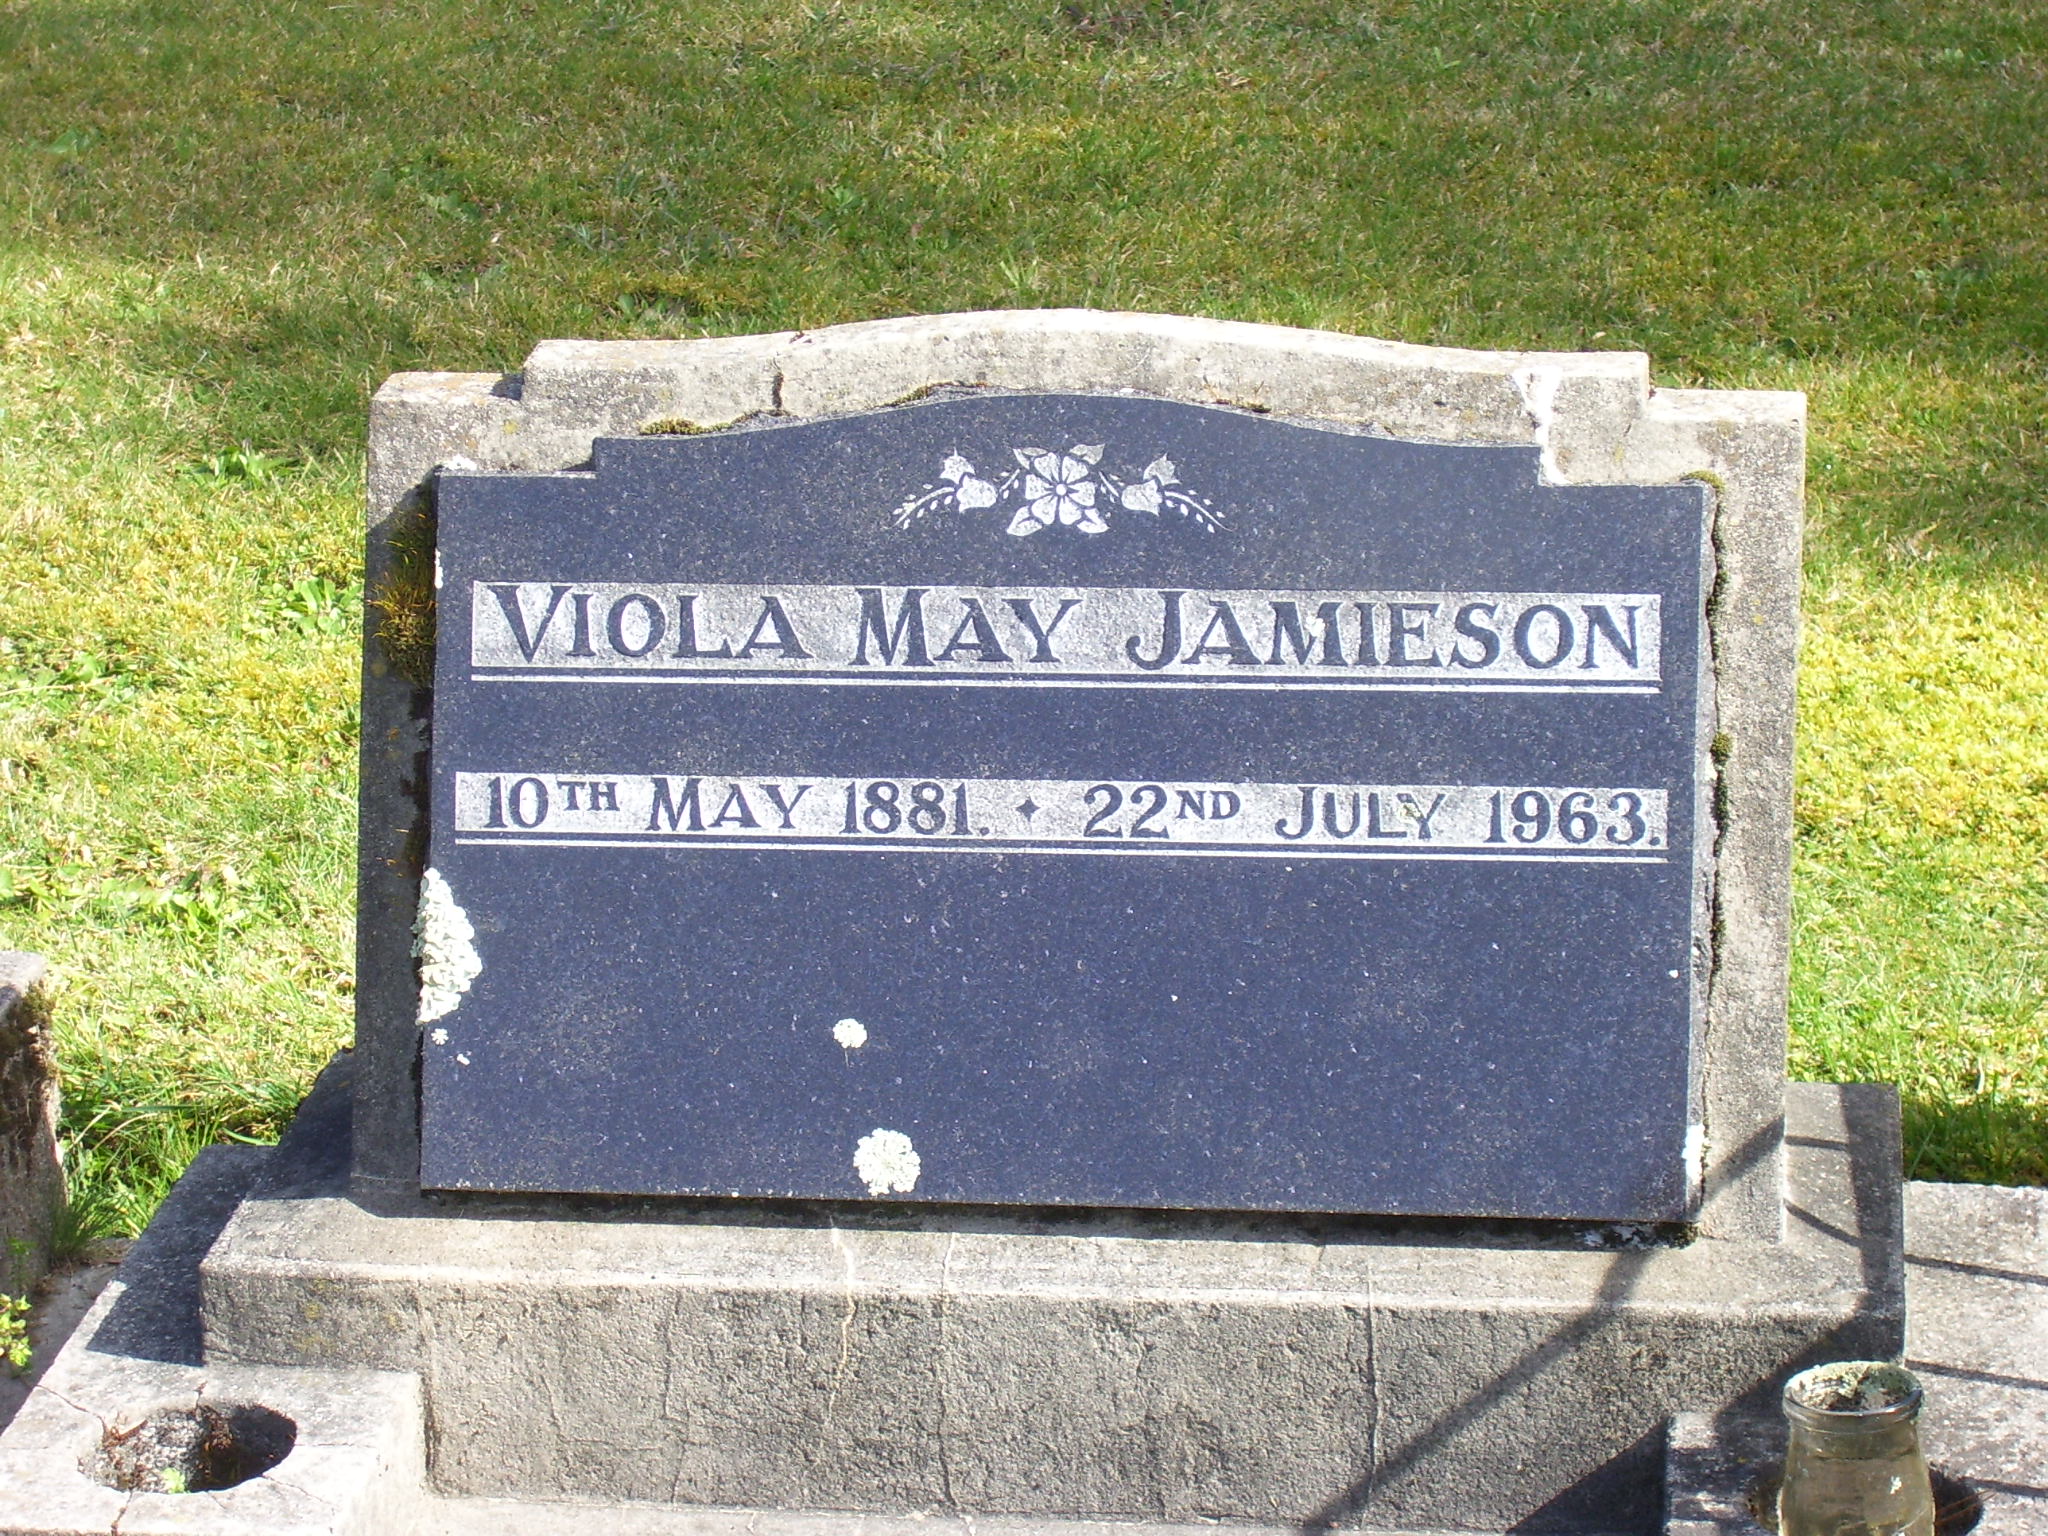 VIOLA MAY JAMIESON
10TH MAY 1881. ✦ 22ND JULY 1963.